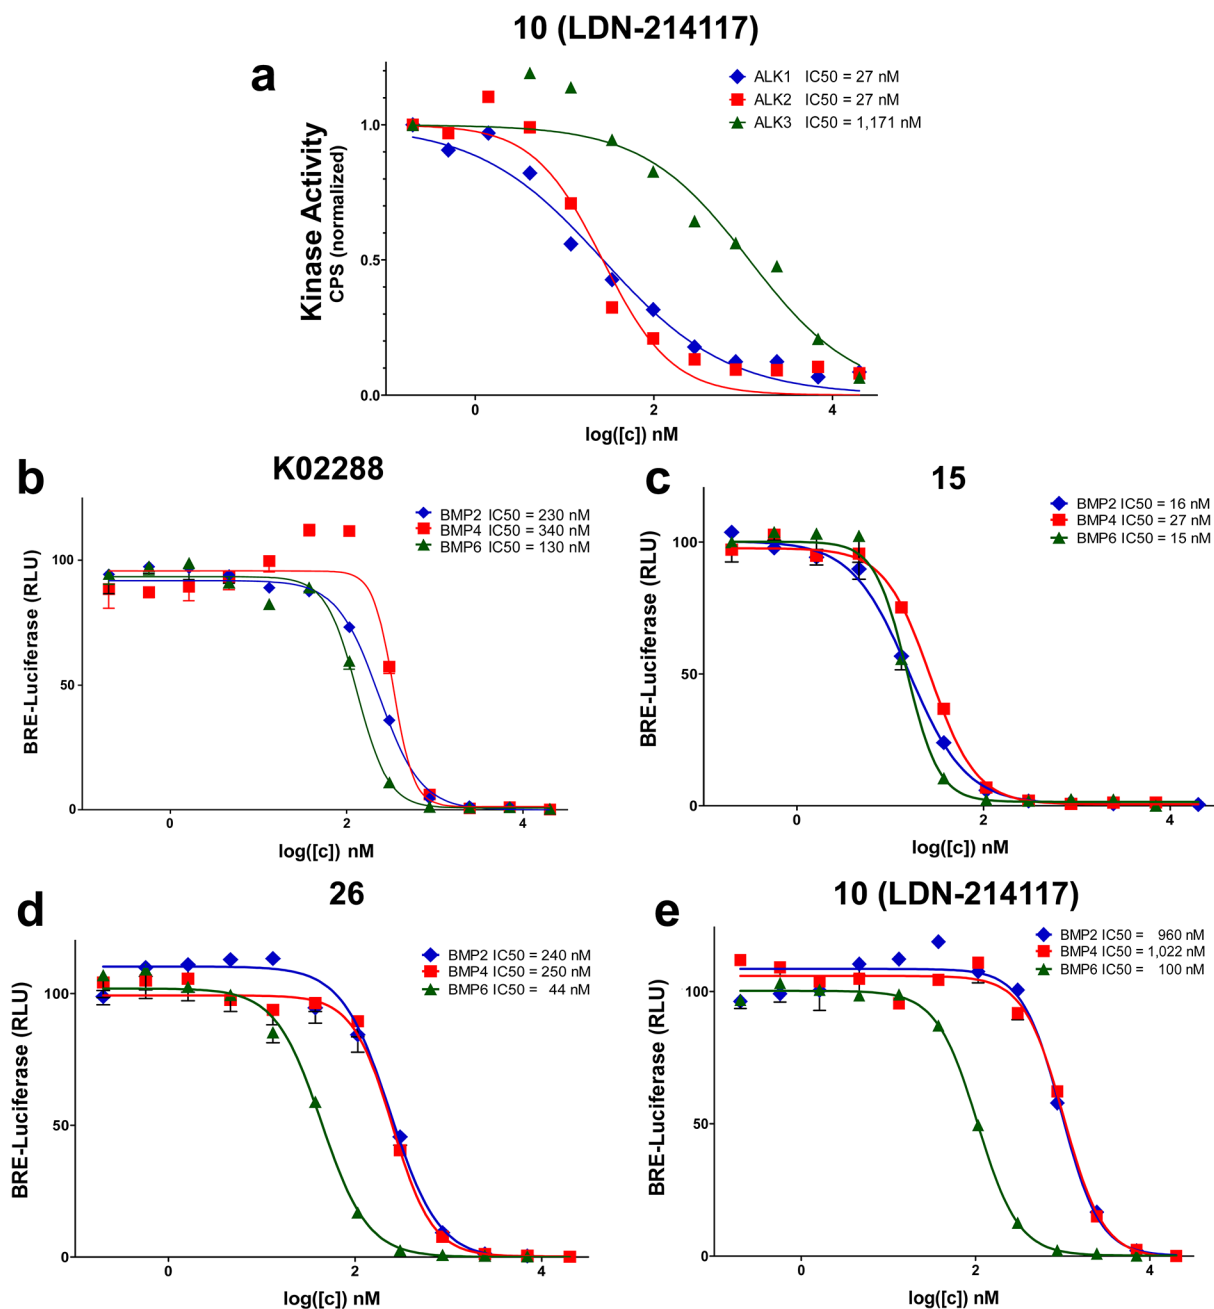 10 (LDN-214117)
a
ALK1 IC50 = 27 nM
ALK2 IC50 = 27 nM
ALK3 IC50 = 1,171 nM
Kinase Activity
CPS (normalized)
1.0
0.5
0.0
0 2 4
log([c]) nM
b
K02288
BMP2 IC50 = 230 nM
BMP4 IC50 = 340 nM
BMP6 IC50 = 130 nM
BRE-Luciferase (RLU)
100
50
0
0 2 4
log([c]) nM
c
15
BMP2 IC50 = 16 nM
BMP4 IC50 = 27 nM
BMP6 IC50 = 15 nM
BRE-Luciferase (RLU)
100
50
0
0 2 4
log([c]) nM
d
26
BMP2 IC50 = 240 nM
BMP4 IC50 = 250 nM
BMP6 IC50 = 44 nM
BRE-Luciferase (RLU)
100
50
0
0 2 4
log([c]) nM
e
10 (LDN-214117)
BMP2 IC50 = 960 nM
BMP4 IC50 = 1,022 nM
BMP6 IC50 = 100 nM
BRE-Luciferase (RLU)
100
50
0
0 2 4
log([c]) nM